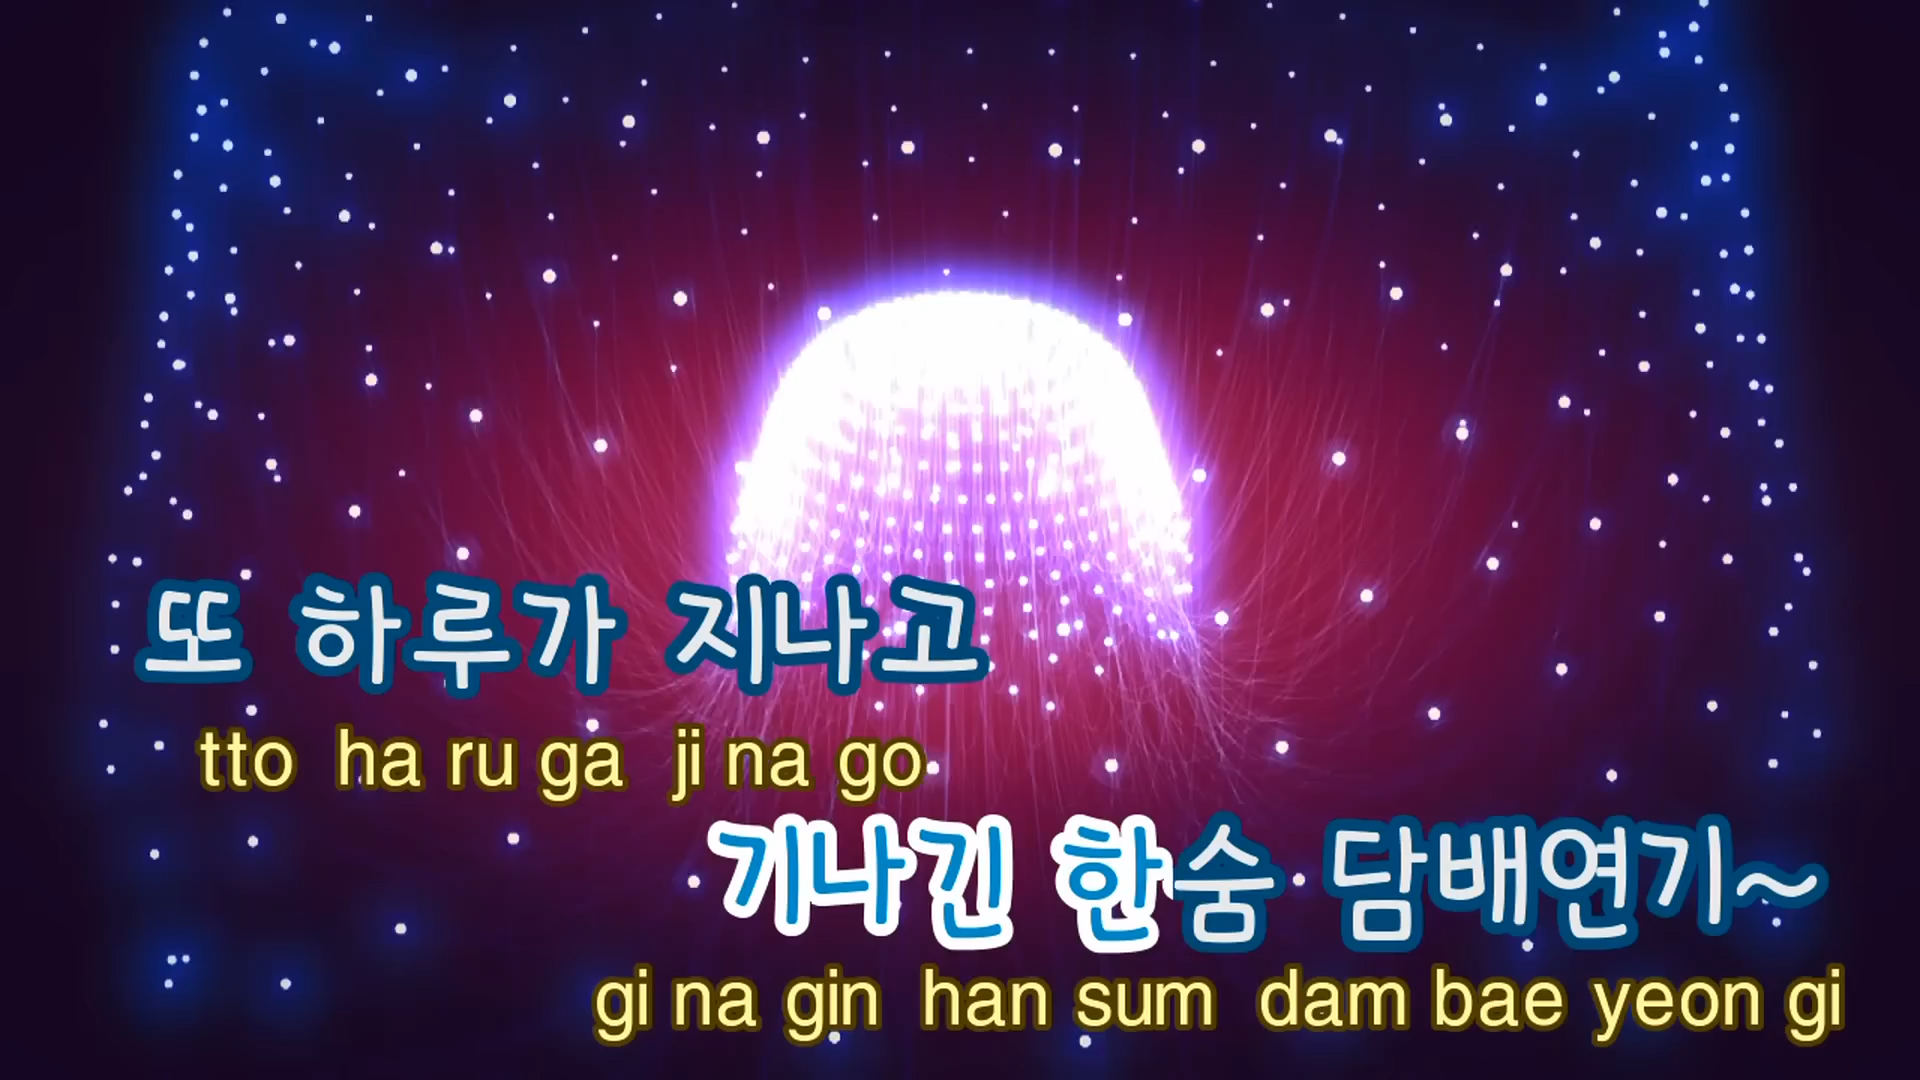 또 하루가 지나고
tto ha ru ga ji na go
기나긴 한숨 담배연기~
gi na gin han sum dam bae yeon gi